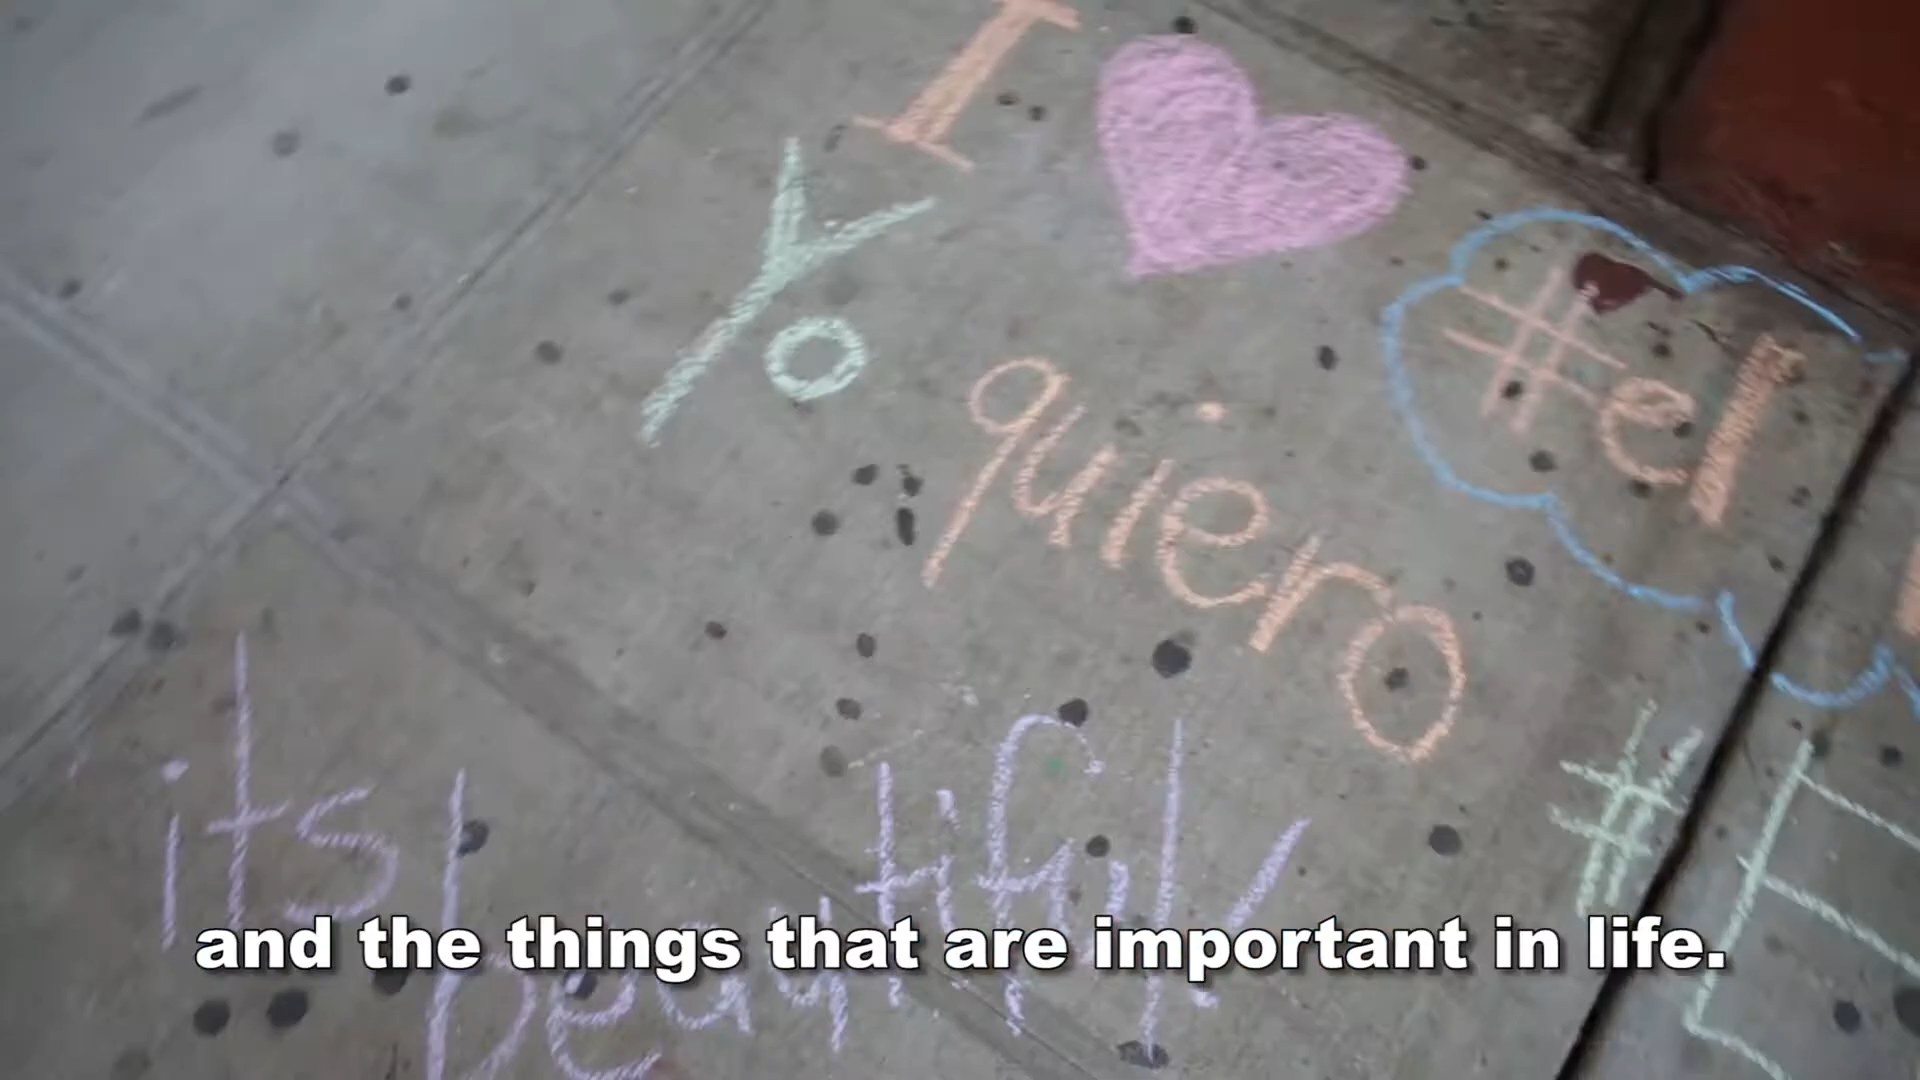 I
Yo
quiero
#el
#E
its beautiful!
and the things that are important in life.